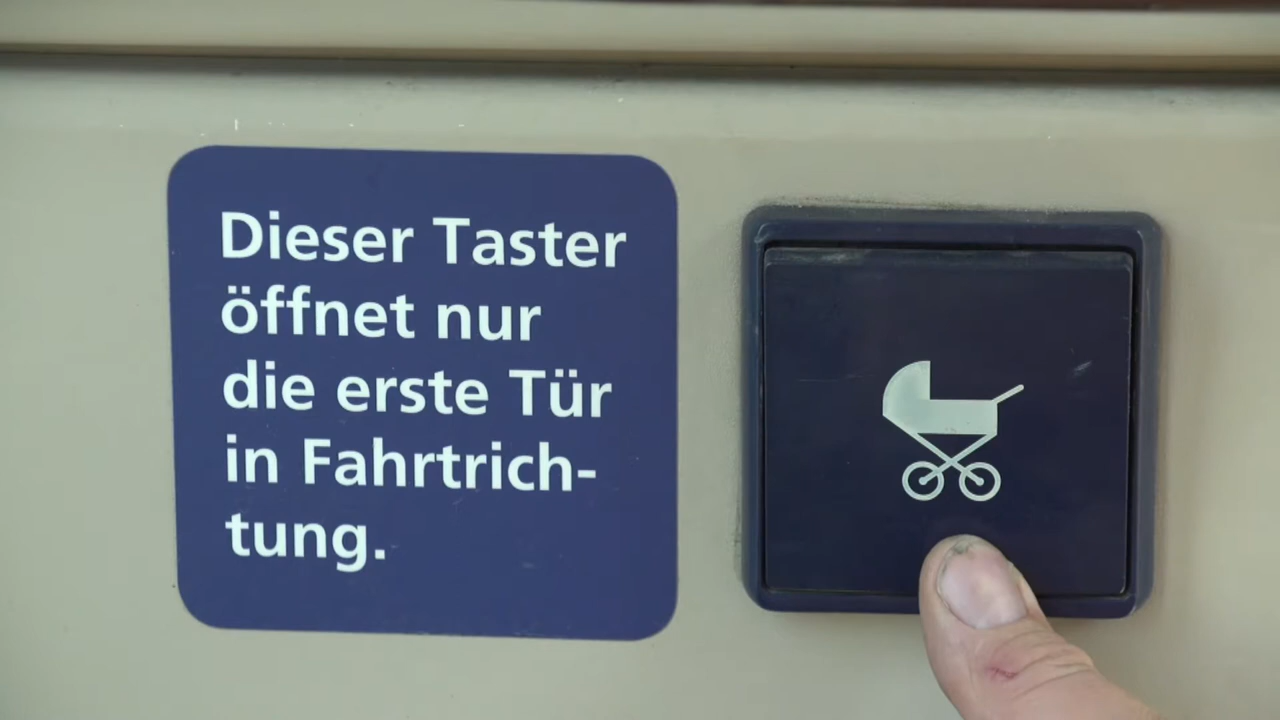 Dieser Taster
öffnet nur
die erste Tür
in Fahrtrich-
tung.